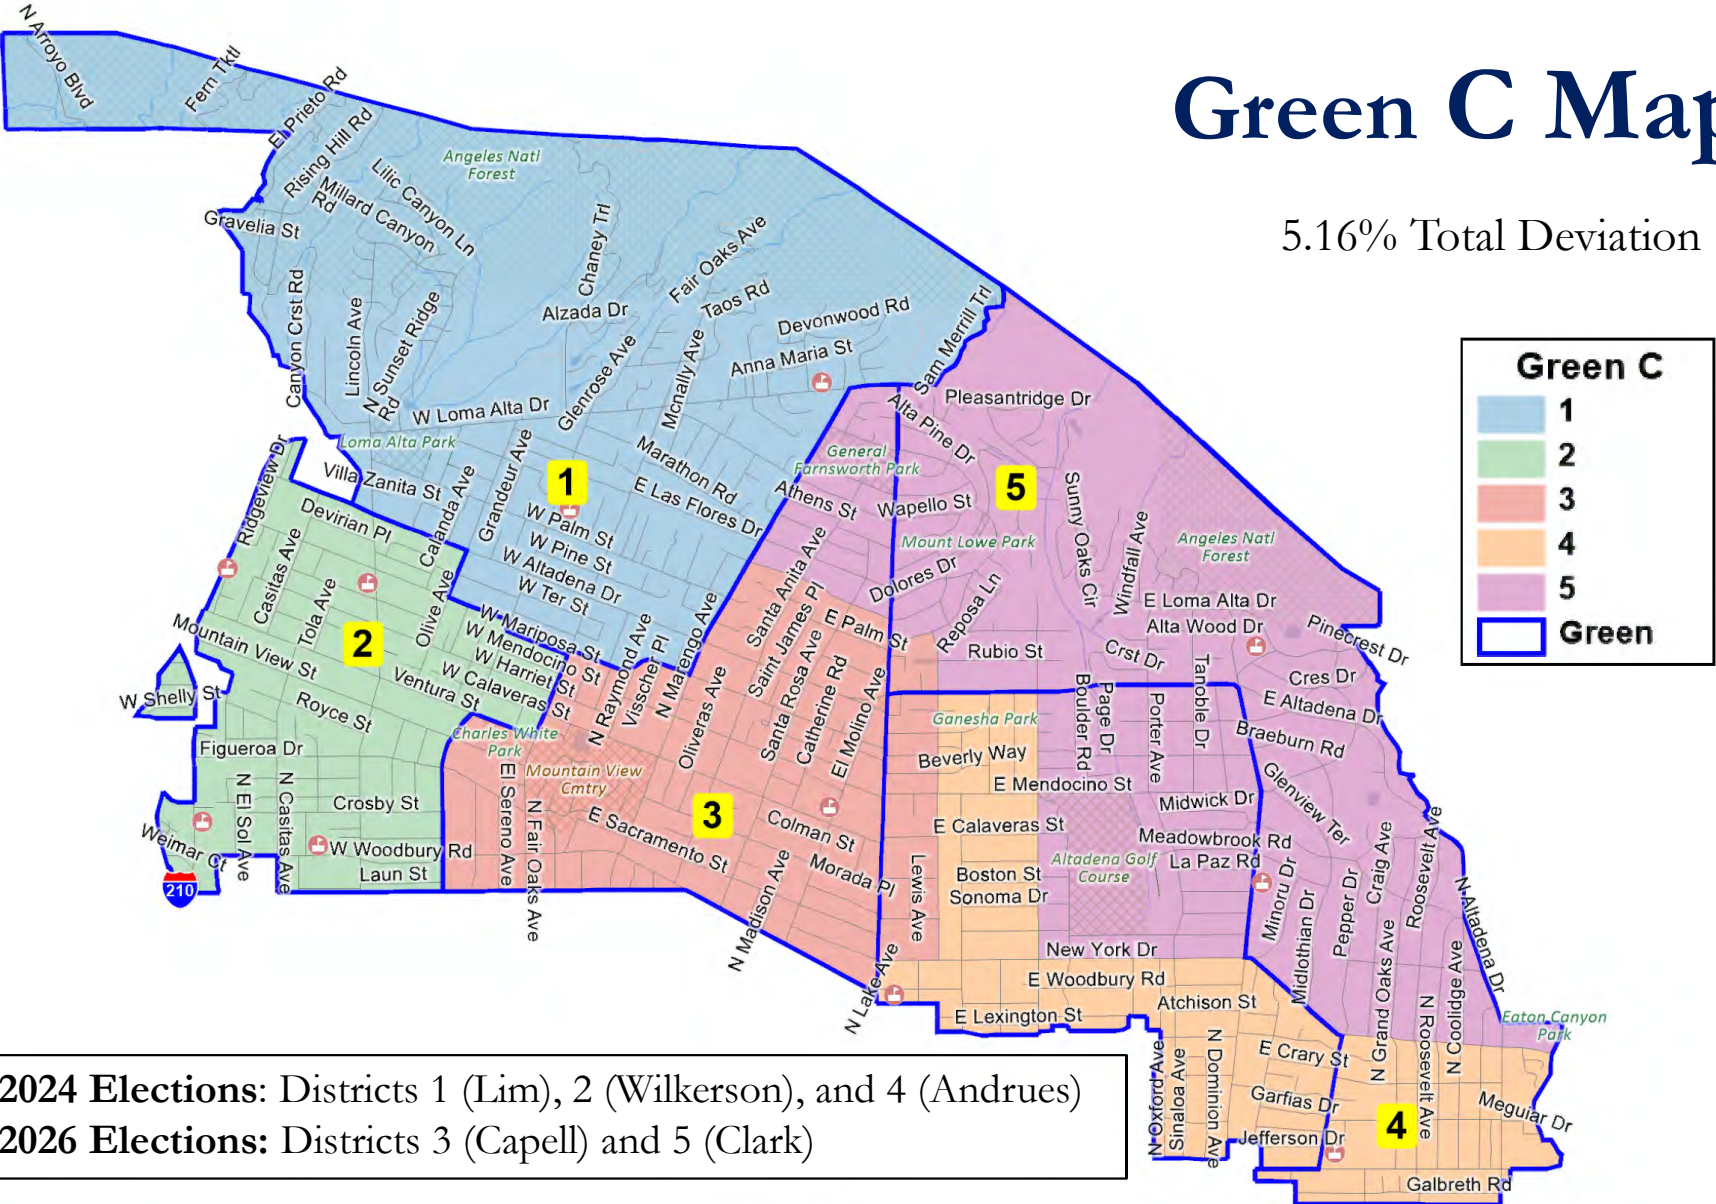 Green C Map
5.16% Total Deviation
Green C
1
2
3
4
5
Green
N Arroyo Blvd
Fern Tktl
El Prieto Rd
Rising Hill Rd
Millard Canyon
Rd
Lilic Canyon Ln
Angeles Natl
Forest
Gravelia St
Chaney Trl
Fair Oaks Ave
Taos Rd
Alzada Dr
Devonwood Rd
Anna Maria St
Sam Merrill Trl
Canyon Crst Rd
Lincoln Ave
N Sunset Ridge
Rd
Glenrose Ave
Mcnally Ave
W Loma Alta Dr
Loma Alta Park
Villa Zanita St
Calanda Ave
Grandeur Ave
1
Marathon Rd
E Las Flores Dr
W Palm St
W Pine St
W Altadena Dr
W Ter St
W Mariposa St
W Mendocino St
W Harriet St
W Calaveras St
Pleasantridge Dr
Alta Pine Dr
General
Farnsworth Park
Athens St
Wapello St
5
Mount Lowe Park
Sunny Oaks Cir
Windfall Ave
Angeles Natl
Forest
Dolores Dr
Reposa Ln
E Loma Alta Dr
Alta Wood Dr
Pinecrest Dr
Rubio St
Crst Dr
Cres Dr
E Altadena Dr
Braeburn Rd
Ridgeview Dr
Devirian Pl
Casitas Ave
Tola Ave
Olive Ave
2
Mountain View St
W Shelly St
Royce St
Ventura St
Figueroa Dr
Charles White
Park
N El Sol Ave
N Casitas Ave
Crosby St
W Woodbury Rd
Laun St
Weimar Ct
210
N Raymond Ave
Visscher Pl
N Marengo Ave
Santa Anita Ave
Saint James Pl
Santa Rosa Ave
E Palm St
Catherine Rd
El Molino Ave
Oliveras Ave
Mountain View
Cmtry
El Sereno Ave
N Fair Oaks Ave
3
E Sacramento St
Colman St
Morada Pl
N Madison Ave
N Lake Ave
Lewis Ave
Ganesha Park
Boulder Rd
Page Dr
Porter Ave
Tanoble Dr
Beverly Way
E Mendocino St
Midwick Dr
Glenview Ter
E Calaveras St
Meadowbrook Rd
La Paz Rd
Altadena Golf
Course
Boston St
Sonoma Dr
New York Dr
E Woodbury Rd
Atchison St
E Lexington St
Minoru Dr
Midlothian Dr
Pepper Dr
Craig Ave
Roosevelt Ave
N Altadena Dr
N Grand Oaks Ave
N Roosevelt Ave
N Coolidge Ave
Eaton Canyon
Park
N Oxford Ave
Sinaloa Ave
N Dominion Ave
E Crary St
Garfias Dr
Jefferson Dr
4
Meguiar Dr
Galbreth Rd
2024 Elections: Districts 1 (Lim), 2 (Wilkerson), and 4 (Andrues)
2026 Elections: Districts 3 (Capell) and 5 (Clark)